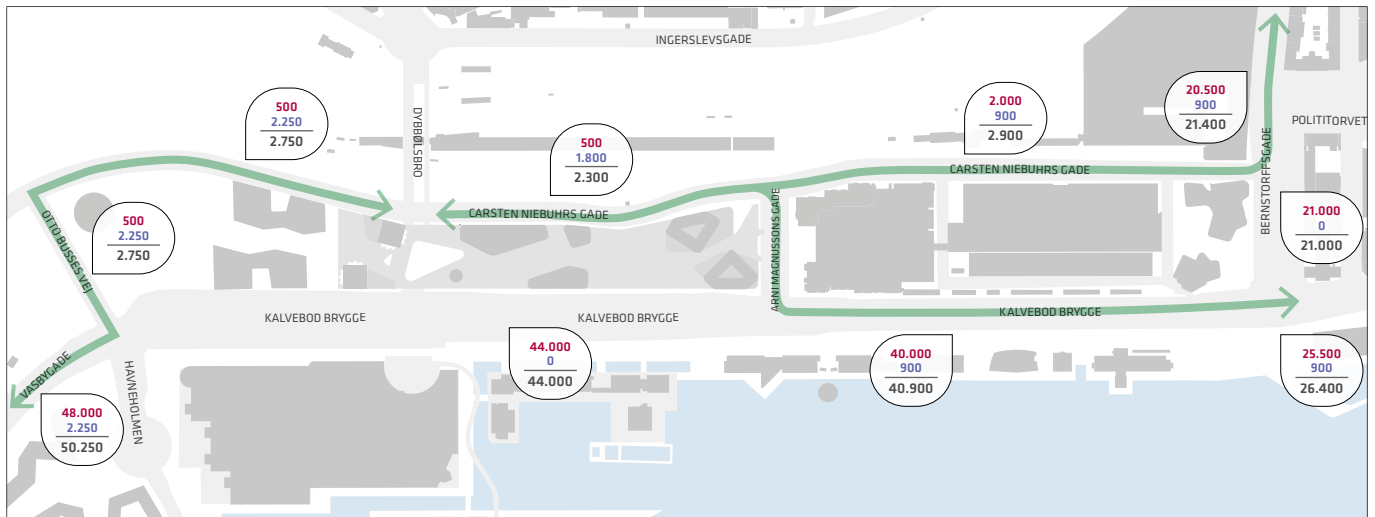 INGERSLEVSGADE
500
2.250
2.750
DYBBØLSBRO
500
1.800
2.300
2.000
900
2.900
20.500
900
21.400
POLITITORVET
CARSTEN NIEBUHRS GADE
BERNSTORFFSGADE
500
2.250
2.750
OTTO BUSSES VEJ
CARSTEN NIEBUHRS GADE
ARNI MAGNUSSONS GADE
21.000
0
21.000
KALVEBOD BRYGGE
KALVEBOD BRYGGE
KALVEBOD BRYGGE
44.000
0
44.000
40.000
900
40.900
25.500
900
26.400
VASBYGADE
HAVNEHOLMEN
48.000
2.250
50.250